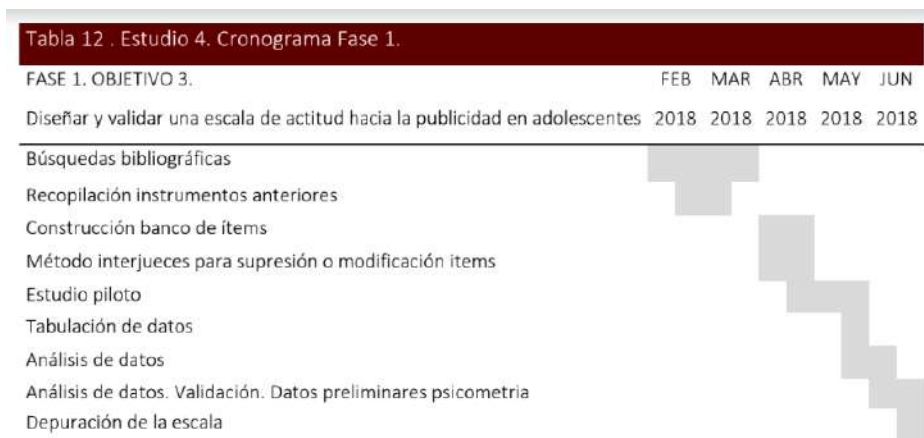 Tabla 12 . Estudio 4. Cronograma Fase 1.
FASE 1. OBJETIVO 3. FEB MAR ABR MAY JUN
Diseñar y validar una escala de actitud hacia la publicidad en adolescentes 2018 2018 2018 2018 2018
Búsquedas bibliográficas
Recopilación instrumentos anteriores
Construcción banco de ítems
Método interjueces para supresión o modificación items
Estudio piloto
Tabulación de datos
Análisis de datos
Análisis de datos. Validación. Datos preliminares psicometria
Depuración de la escala